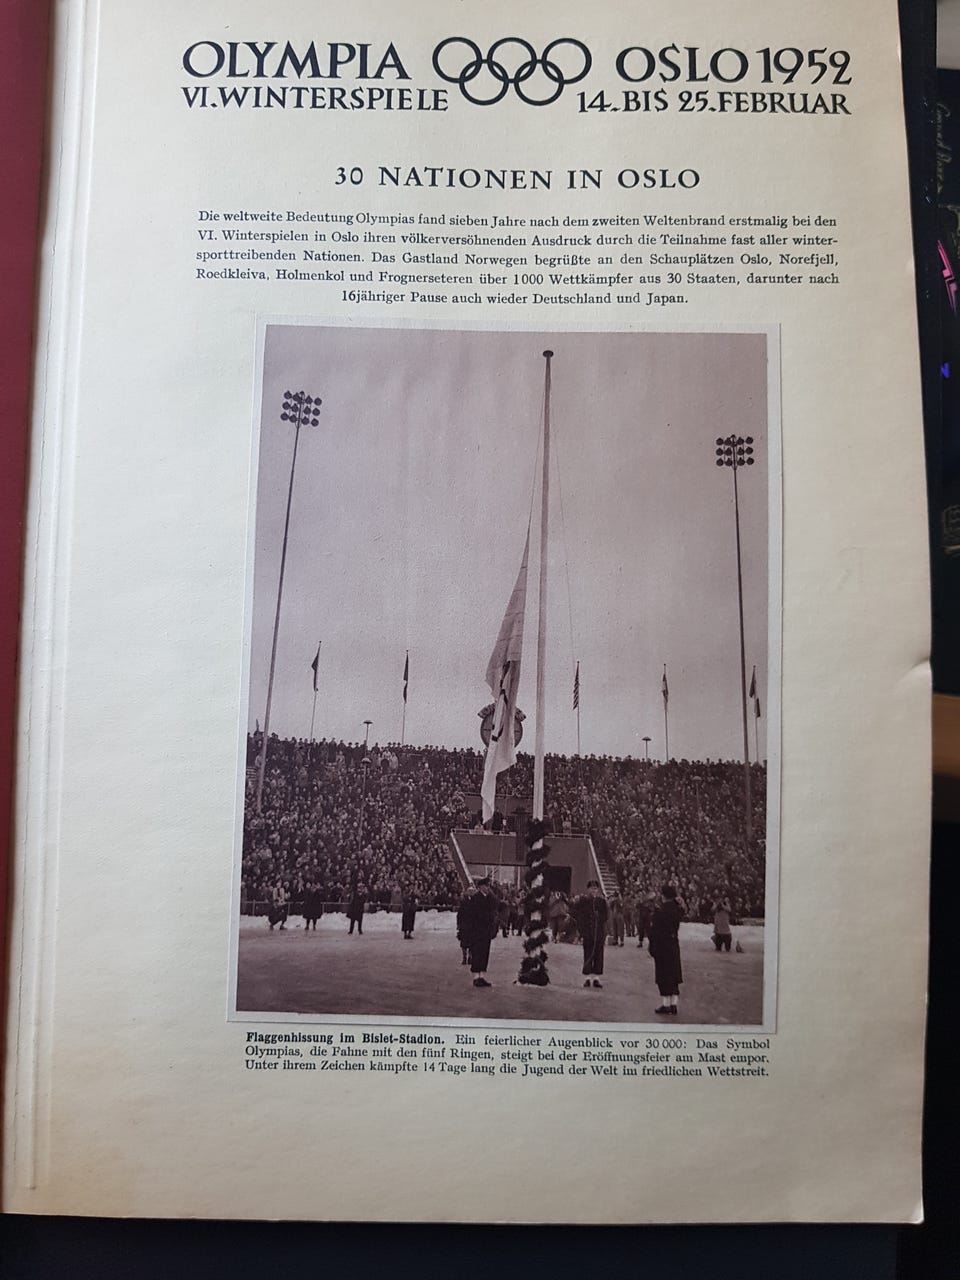 OLYMPIA OSLO 1952
VI. WINTERSPIELE 14. BIS 25. FEBRUAR
30 NATIONEN IN OSLO
Die weltweite Bedeutung Olympias fand sieben Jahre nach dem zweiten Weltenbrand erstmalig bei den
VI. Winterspielen in Oslo ihren völkerversöhnenden Ausdruck durch die Teilnahme fast aller winter-
sporttreibenden Nationen. Das Gastland Norwegen begrüßte an den Schauplätzen Oslo, Norefjell,
Roedkleiva, Holmenkol und Frognerseteren über 1000 Wettkämpfer aus 30 Staaten, darunter nach
16jähriger Pause auch wieder Deutschland und Japan.
Flaggenhissung im Bislet-Stadion. Ein feierlicher Augenblick vor 30 000: Das Symbol
Olympias, die Fahne mit den fünf Ringen, steigt bei der Eröffnungsfeier am Mast empor.
Unter ihrem Zeichen kämpfte 14 Tage lang die Jugend der Welt im friedlichen Wettstreit.